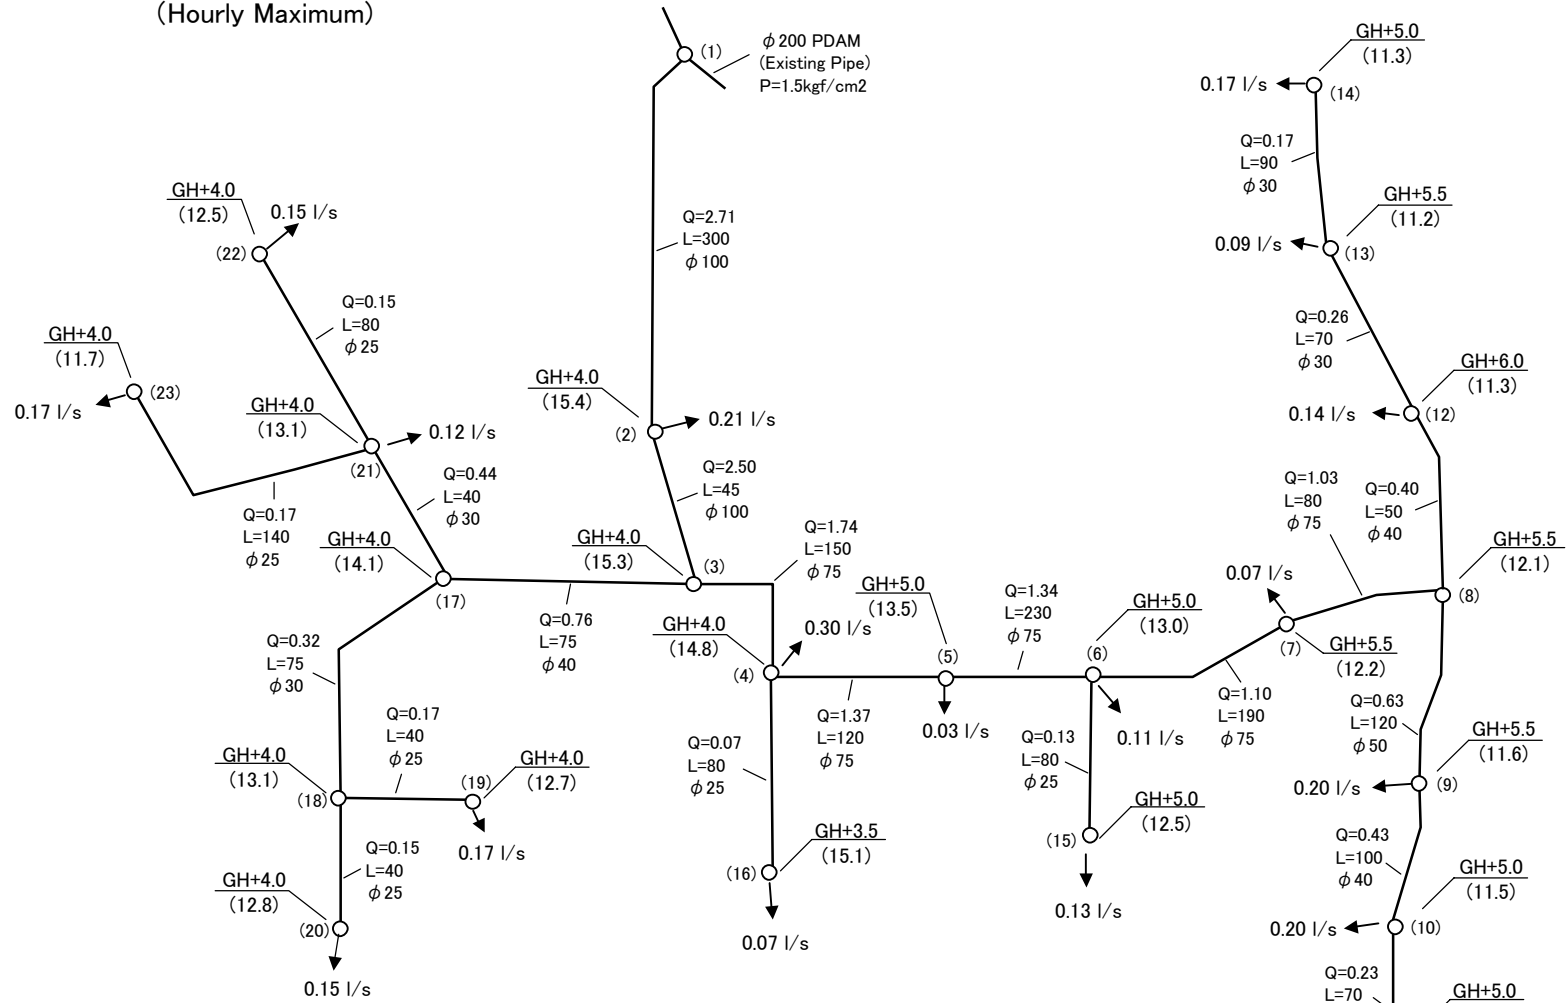 (Hourly Maximum)
(1)
φ200 PDAM
(Existing Pipe)
P=1.5kgf/cm2
GH+5.0
(11.3)
0.17 l/s
(14)
Q=0.17
L=90
φ30
GH+5.5
(11.2)
0.09 l/s
(13)
GH+4.0
(12.5)
0.15 l/s
(22)
Q=2.71
L=300
φ100
Q=0.15
L=80
φ25
Q=0.26
L=70
φ30
GH+4.0
(11.7)
(23)
0.17 l/s
GH+6.0
(11.3)
0.14 l/s
(12)
GH+4.0
(15.4)
0.21 l/s
(2)
GH+4.0
(13.1)
0.12 l/s
(21)
Q=0.44
L=40
φ30
Q=2.50
L=45
φ100
Q=1.03
L=80
φ75
Q=0.40
L=50
φ40
Q=0.17
L=140
φ25
GH+4.0
(14.1)
(17)
GH+4.0
(15.3)
(3)
Q=1.74
L=150
φ75
GH+5.5
(12.1)
(8)
0.07 l/s
(7)
GH+5.5
(12.2)
Q=0.76
L=75
φ40
GH+5.0
(13.5)
(5)
Q=1.34
L=230
φ75
GH+5.0
(13.0)
(6)
GH+4.0
(14.8)
0.30 l/s
(4)
Q=0.32
L=75
φ30
Q=1.37
L=120
φ75
0.03 l/s
0.11 l/s
Q=1.10
L=190
φ75
Q=0.63
L=120
φ50
GH+5.5
(11.6)
0.20 l/s
(9)
Q=0.17
L=40
φ25
Q=0.07
L=80
φ25
Q=0.13
L=80
φ25
GH+4.0
(13.1)
(18)
(19)
GH+4.0
(12.7)
0.17 l/s
GH+5.0
(12.5)
(15)
0.13 l/s
GH+3.5
(15.1)
(16)
0.07 l/s
Q=0.15
L=40
φ25
GH+4.0
(12.8)
(20)
0.15 l/s
Q=0.43
L=100
φ40
GH+5.0
(11.5)
0.20 l/s
(10)
Q=0.23
L=70
GH+5.0